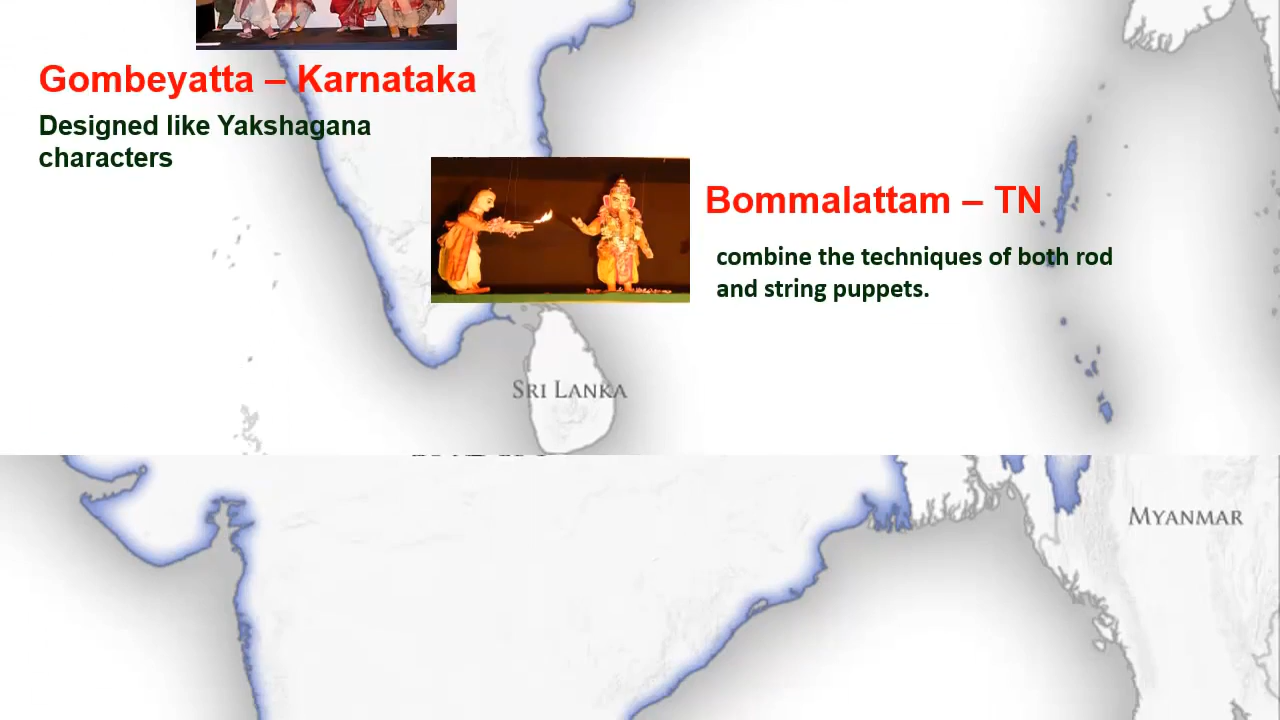 Gombeyatta – Karnataka
Designed like Yakshagana
characters
Bommalattam – TN
combine the techniques of both rod
and string puppets.
SRI LANKA
MYANMAR